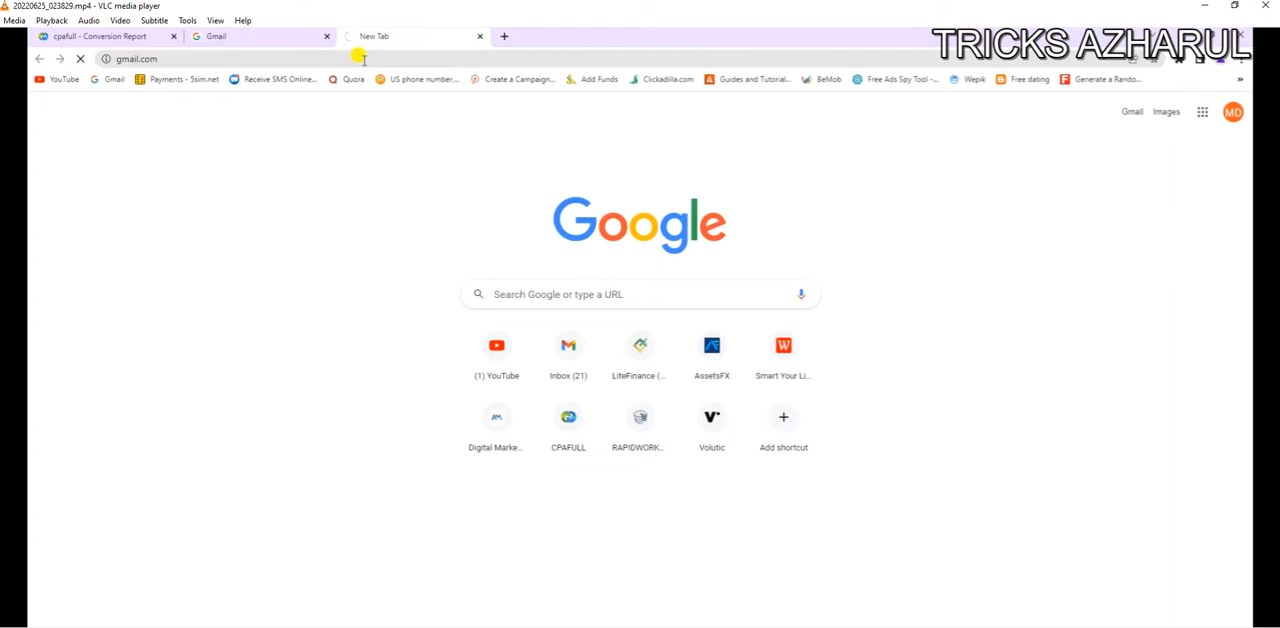 20220625_023829.mp4 - VLC media player
Media Playback Audio Video Subtitle Tools View Help
cpafull - Conversion Report Gmail New Tab
TRICKS AZHARUL
gmail.com
YouTube Gmail Payments - 5sim.net Receive SMS Online... Quora US phone number,... Create a Campaign... Add Funds Clickadilla.com Guides and Tutorial... BeMob Free Ads Spy Tool -... Wepik Free dating Generate a Rando... »
Gmail Images MD
Google
Search Google or type a URL
(1) YouTube Inbox (21) LiteFinance (... AssetsFX Smart Your Li...
Digital Marke... CPAFULL RAPIDWORK... Volutic Add shortcut